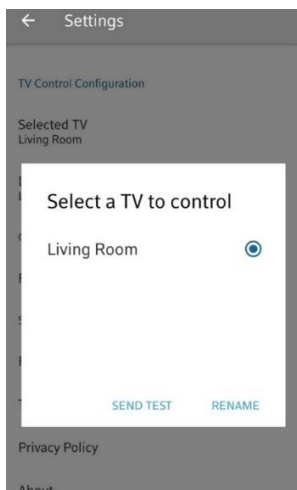 Settings
TV Control Configuration
Selected TV
Living Room
Select a TV to control
Living Room
SEND TEST RENAME
Privacy Policy
About